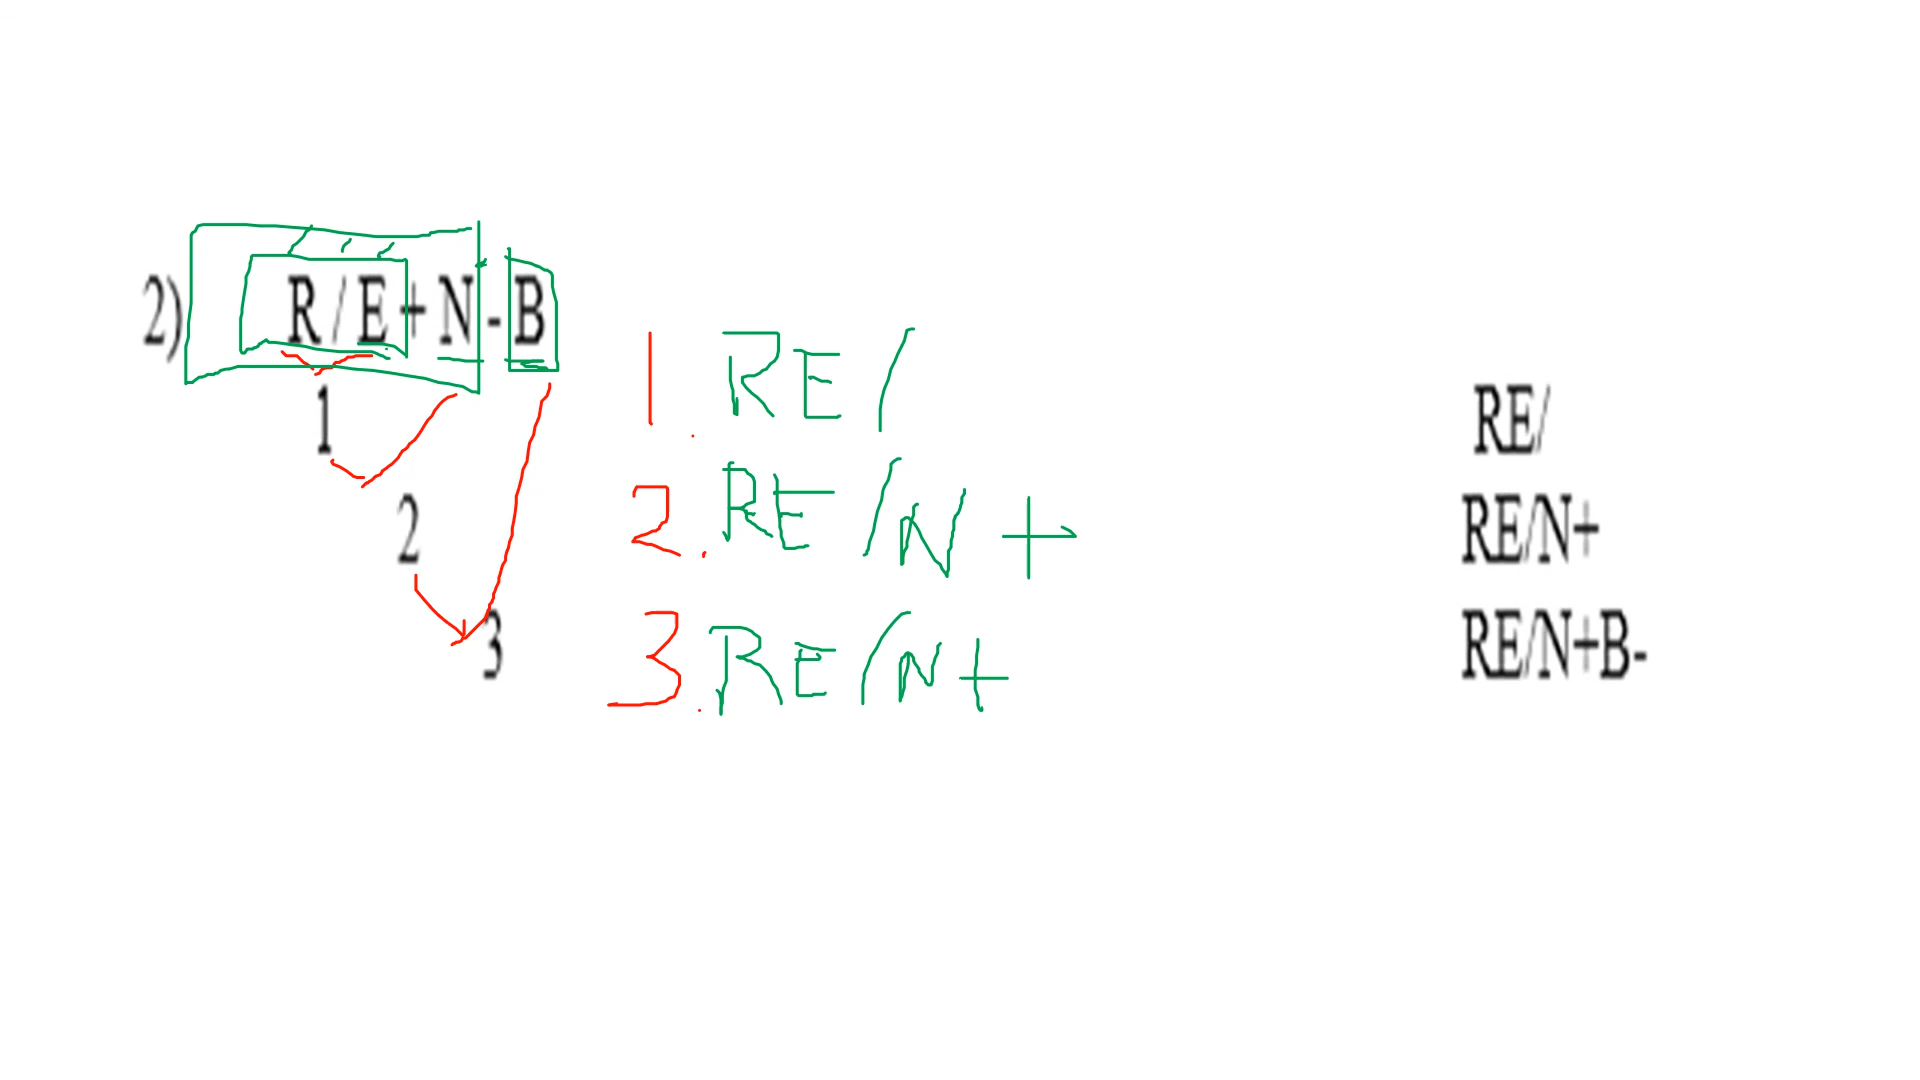 2) R / E + N - B
1
2
3
1. RE/
2. RE/N+
3. RE/N+
RE/
RE/N+
RE/N+B-